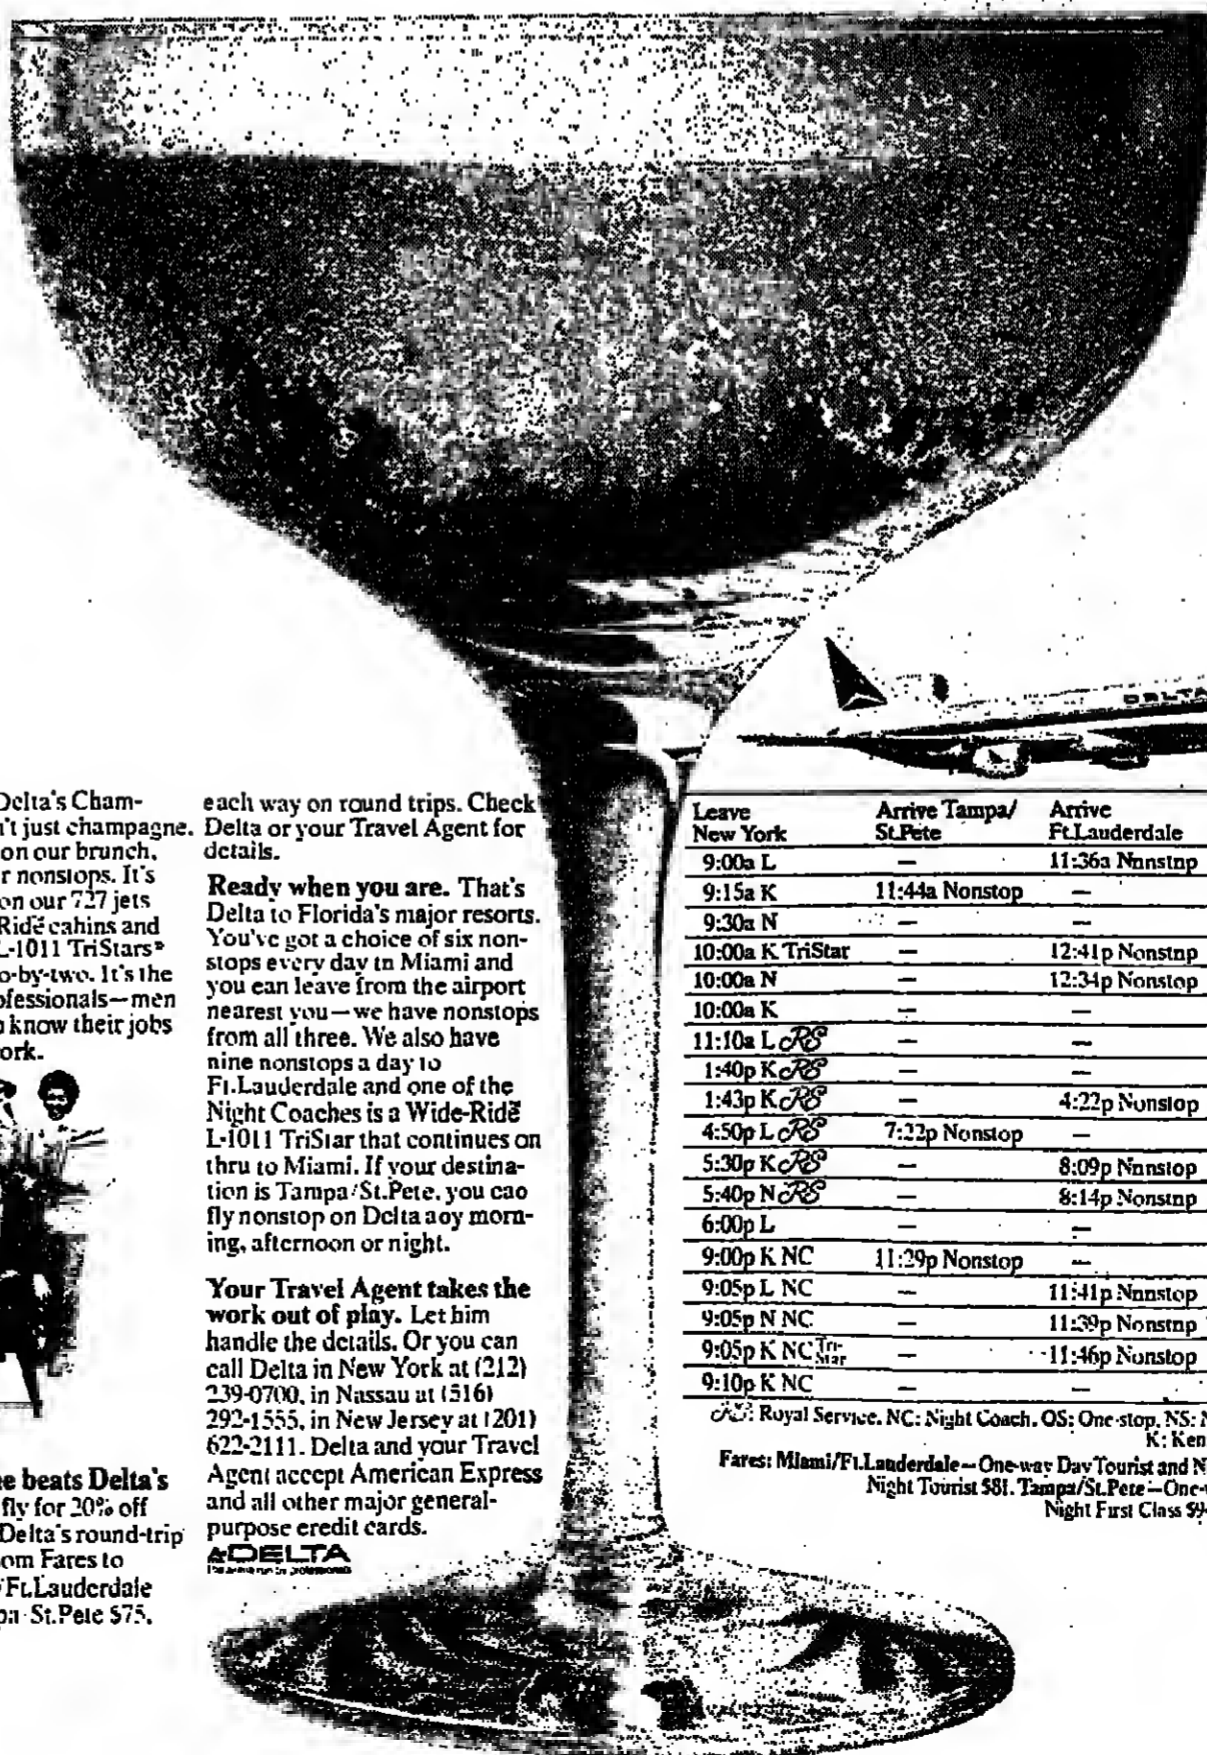 DELTA
Delta's Cham-
n't just champagne.
on our brunch,
r nonstops. It's
on our 727 jets
Ride cabins and
L-1011 TriStars®
o-by-two. It's the
ofessionals—men
know their jobs
ork.
e beats Delta's
fly for 20% off
Delta's round-trip
om Fares to
Ft.Lauderdale
pa St.Pete $75,
each way on round trips. Check
Delta or your Travel Agent for
details.
Ready when you are. That's
Delta to Florida's major resorts.
You've got a choice of six non-
stops every day to Miami and
you can leave from the airport
nearest you—we have nonstops
from all three. We also have
nine nonstops a day to
Ft.Lauderdale and one of the
Night Coaches is a Wide-Ride
L-1011 TriStar that continues on
thru to Miami. If your destina-
tion is Tampa/St.Pete, you can
fly nonstop on Delta any morn-
ing, afternoon or night.
Your Travel Agent takes the
work out of play. Let him
handle the details. Or you can
call Delta in New York at (212)
239-0700, in Nassau at (516)
292-1555, in New Jersey at (201)
622-2111. Delta and your Travel
Agent accept American Express
and all other major general-
purpose credit cards.
DELTA
The airline run by professionals
Leave New York Arrive Tampa/St.Pete Arrive Ft.Lauderdale
9:00a L — 11:36a Nonstop
9:15a K 11:44a Nonstop —
9:30a N — —
10:00a K TriStar — 12:41p Nonstop
10:00a N — 12:34p Nonstop
10:00a K — —
11:10a L RS — —
1:40p K RS — —
1:43p K RS — 4:22p Nonstop
4:50p L RS 7:22p Nonstop —
5:30p K RS — 8:09p Nonstop
5:40p N RS — 8:14p Nonstop
6:00p L — —
9:00p K NC 11:29p Nonstop —
9:05p L NC — 11:41p Nonstop
9:05p N NC — 11:39p Nonstop
9:05p K NC Tri-Star — 11:46p Nonstop
9:10p K NC — —
RS: Royal Service. NC: Night Coach. OS: One-stop. NS: N
K: Ken
Fares: Miami/Ft.Lauderdale—One-way Day Tourist and N
Night Tourist $81. Tampa/St.Pete—One-
Night First Class $9